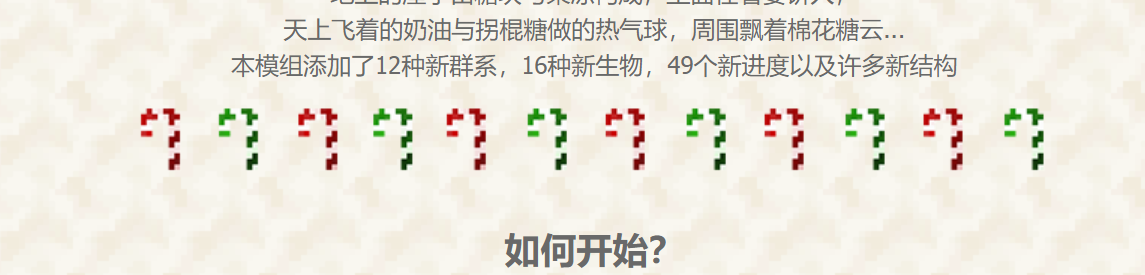 天上飞着的奶油与拐棍糖做的热气球，周围飘着棉花糖云...
本模组添加了12种新群系，16种新生物，49个新进度以及许多新结构
如何开始?